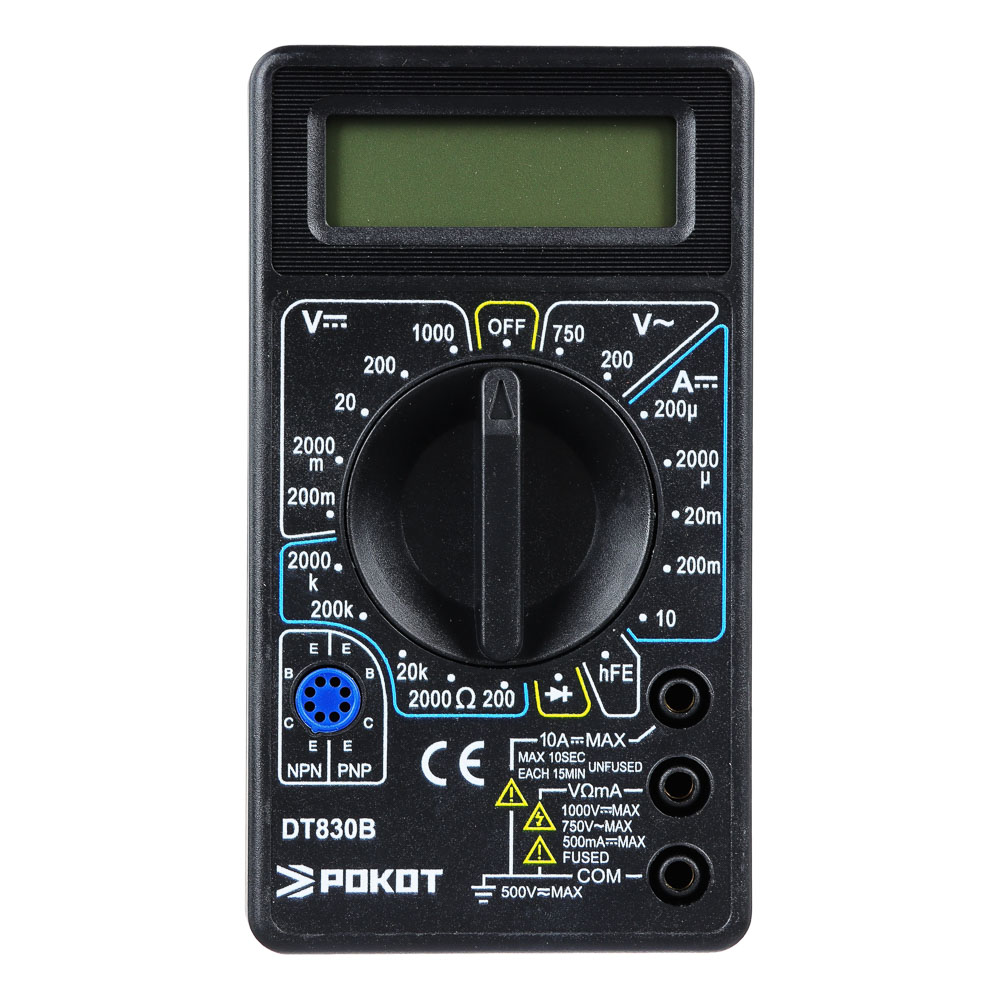 V⎓
1000
OFF
750
V~
200
200
A⎓
20
200µ
2000
m
2000
µ
200m
20m
2000
k
200m
200k
10
20k
hFE
2000 Ω 200
E E
B B
C C
E E
NPN PNP
CE
10A⎓MAX
MAX 10SEC
EACH 15MIN UNFUSED
VΩmA
1000V⎓MAX
750V~MAX
500mA⎓MAX
FUSED
COM
500V⎓MAX
DT830B
РОКОТ